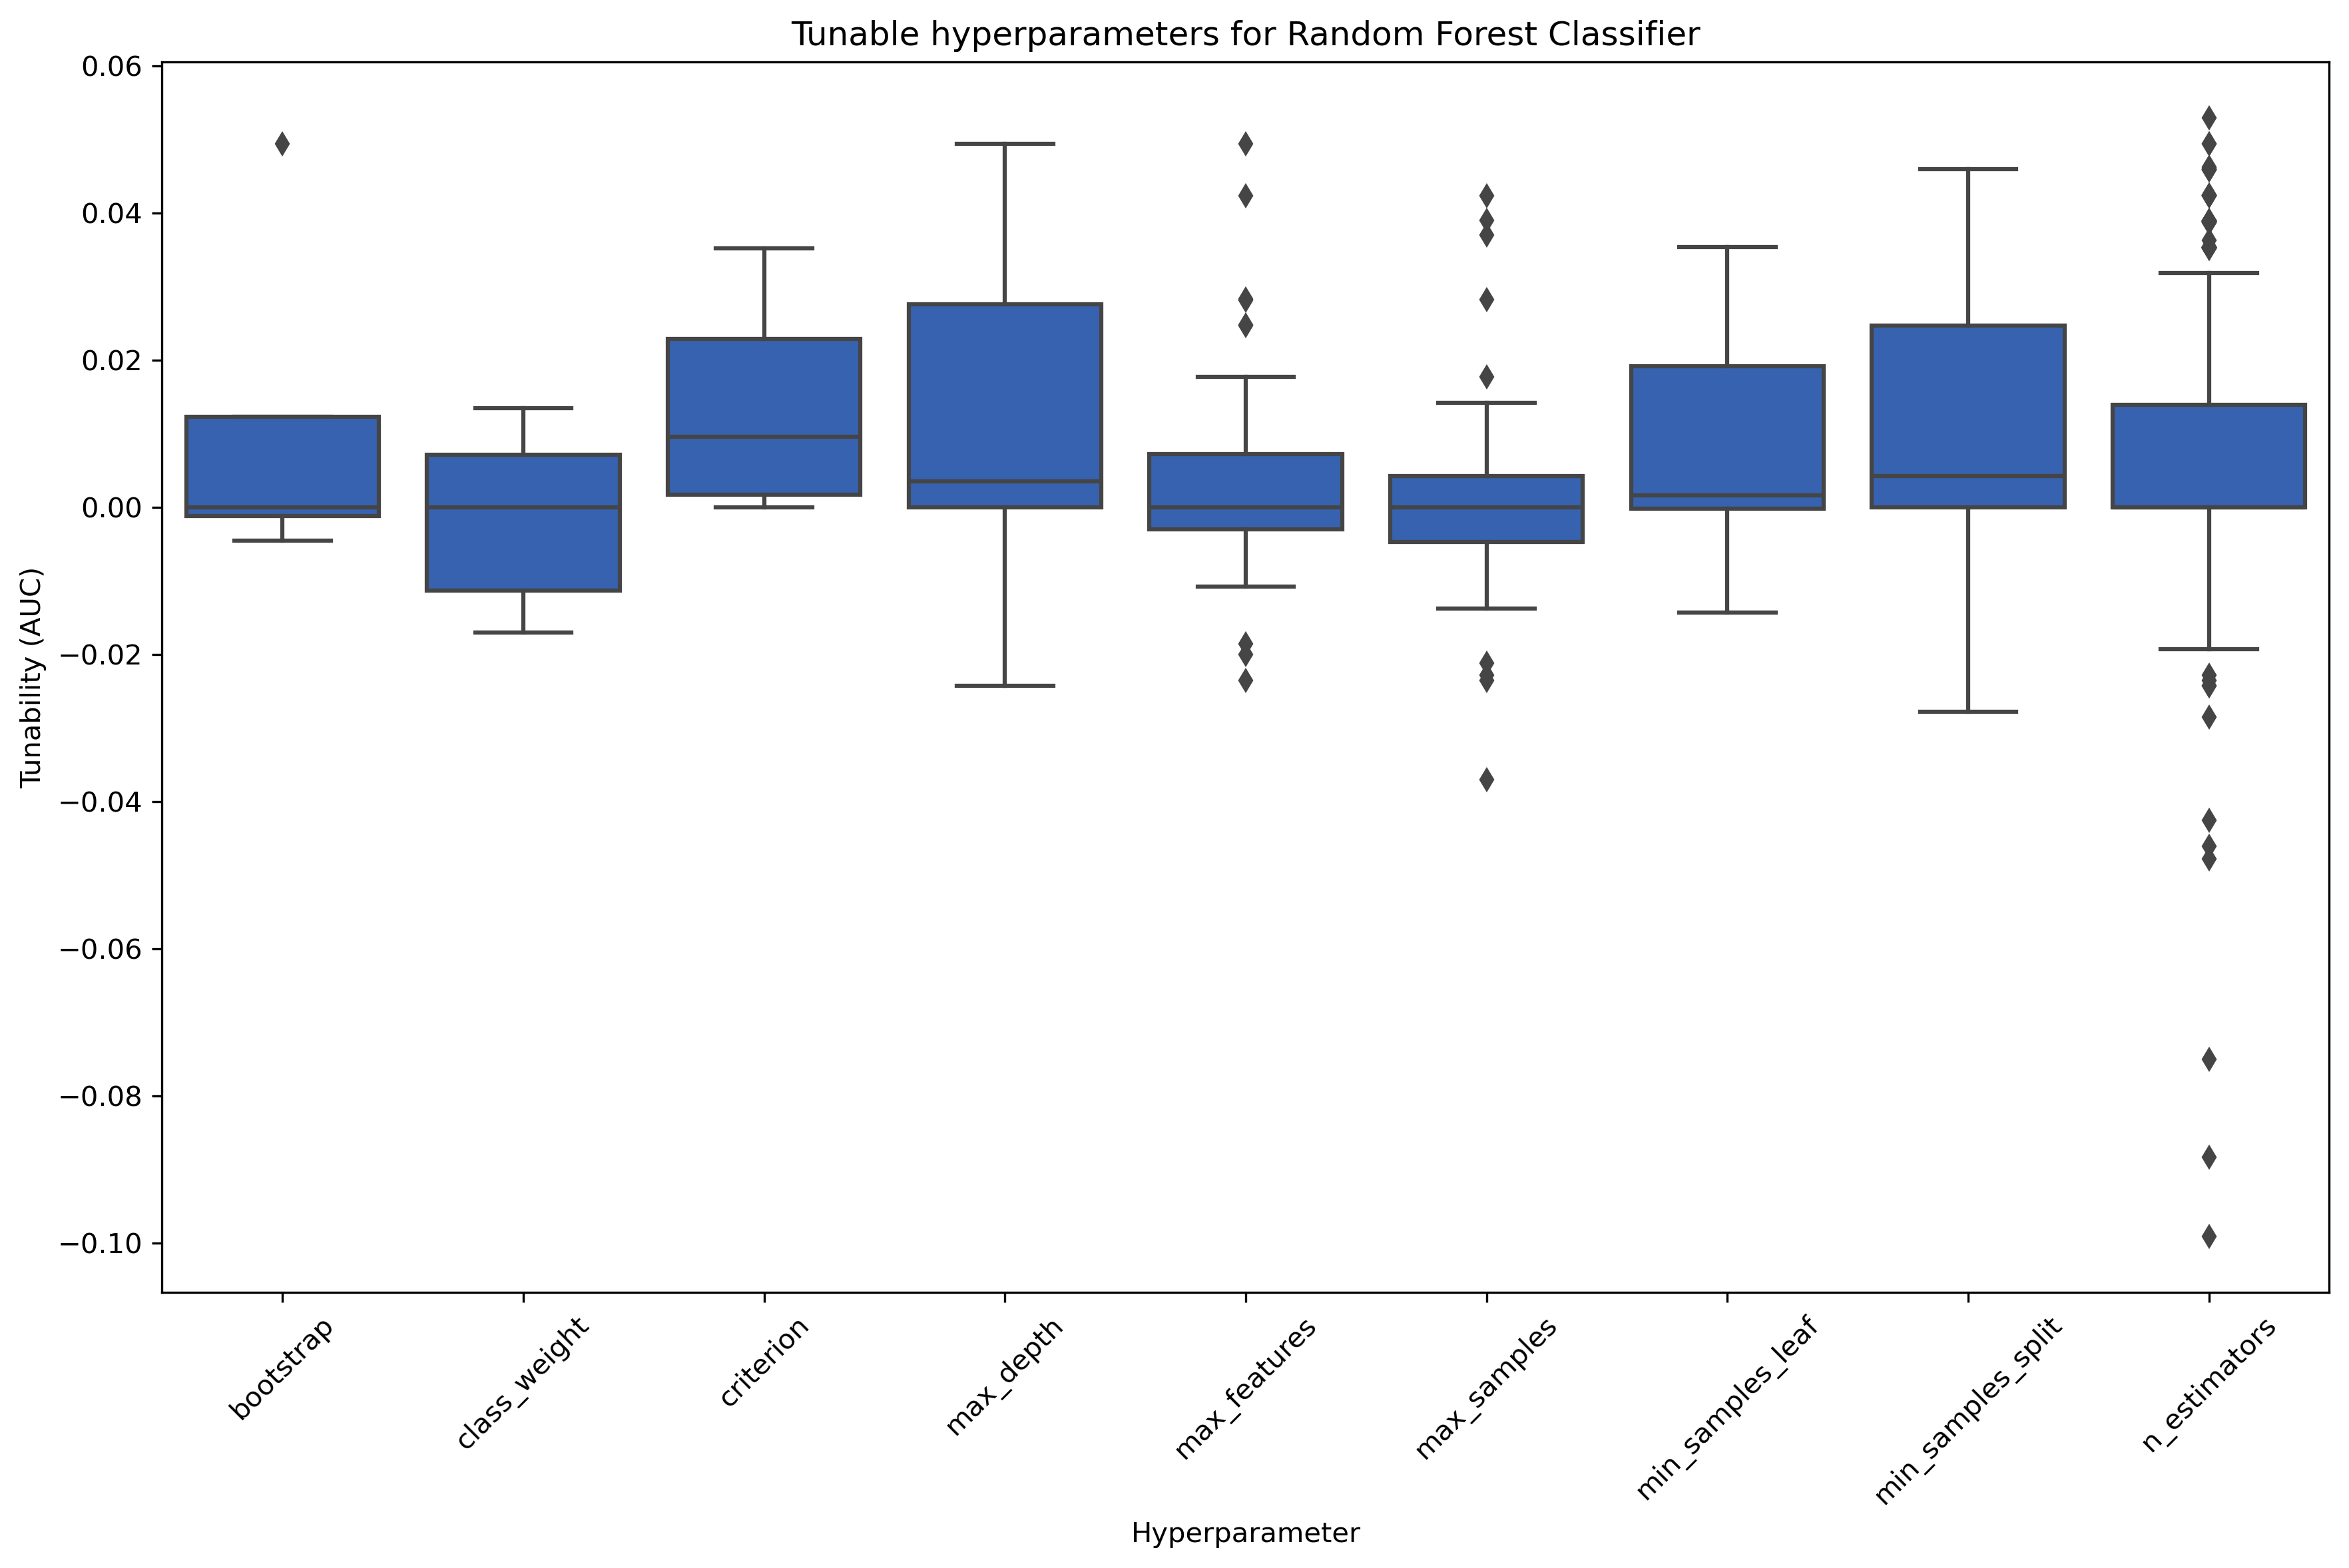 Tunable hyperparameters for Random Forest Classifier
0.06
0.04
0.02
0.00
−0.02
−0.04
−0.06
−0.08
−0.10
Tunability (AUC)
bootstrap
class_weight
criterion
max_depth
max_features
max_samples
min_samples_leaf
min_samples_split
n_estimators
Hyperparameter